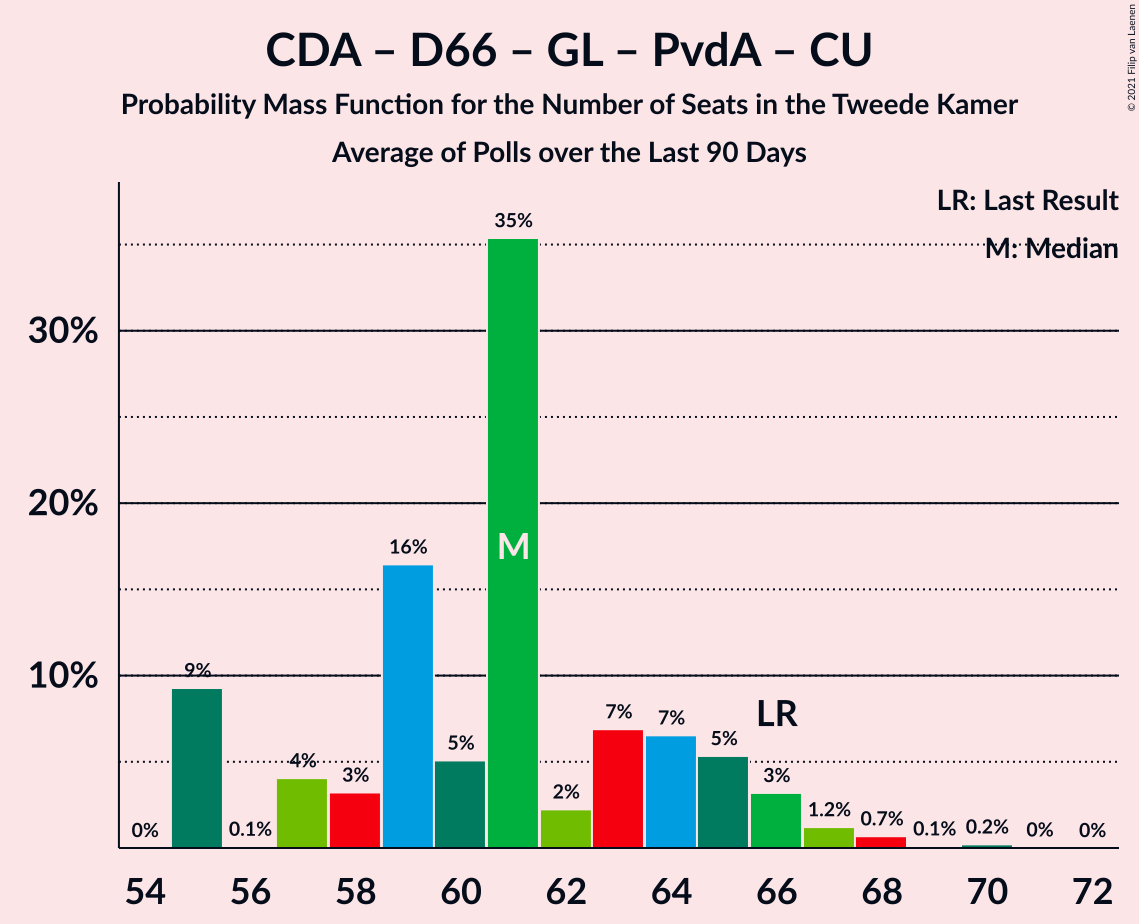 CDA – D66 – GL – PvdA – CU
Probability Mass Function for the Number of Seats in the Tweede Kamer
Average of Polls over the Last 90 Days
© 2021 Filip van Laenen
LR: Last Result
M: Median
30%
20%
10%
0%
9%
0.1%
4%
3%
16%
5%
35%
M
2%
7%
7%
5%
LR
3%
1.2%
0.7%
0.1%
0.2%
0%
0%
54 56 58 60 62 64 66 68 70 72